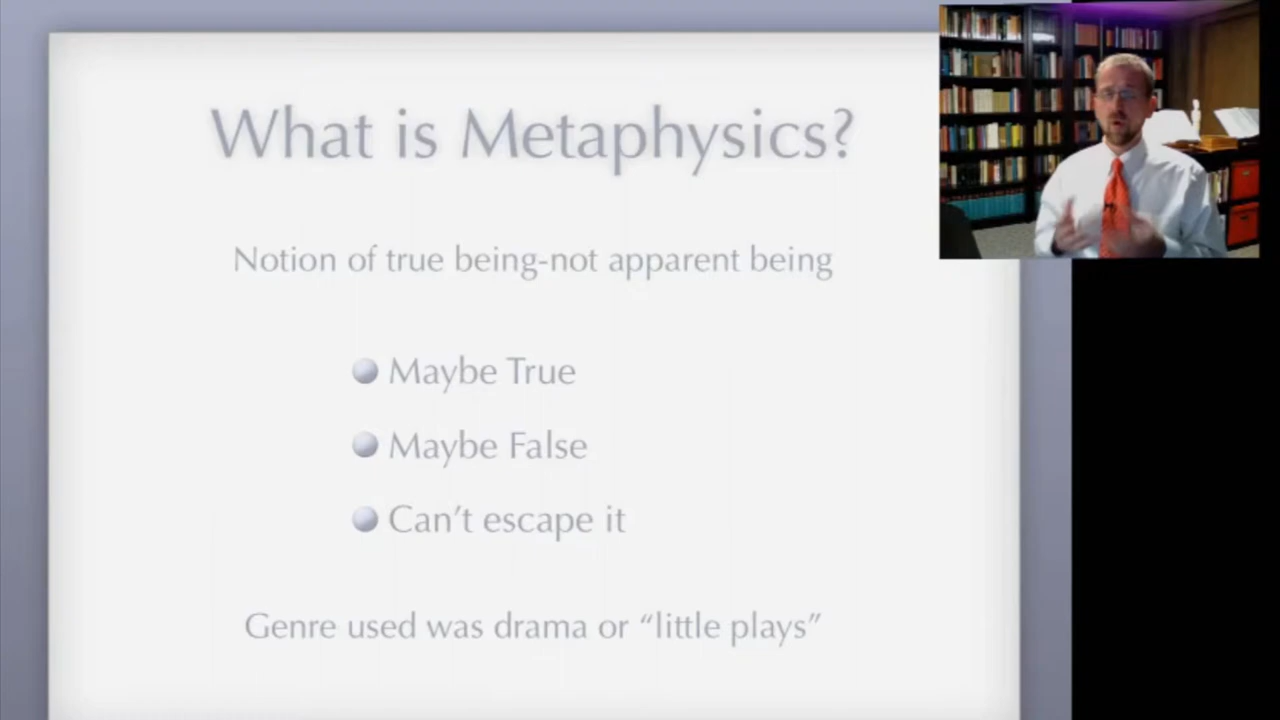 What is Metaphysics?
Notion of true being-not apparent being
Maybe True
Maybe False
Can't escape it
Genre used was drama or “little plays”